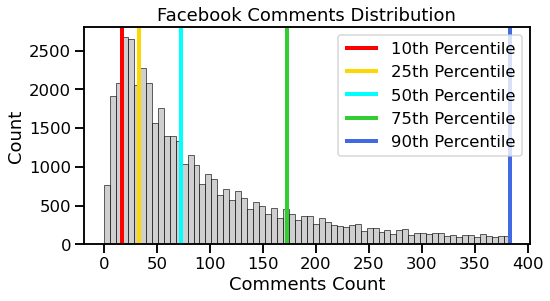 Facebook Comments Distribution
Count
2500
2000
1500
1000
500
0
10th Percentile
25th Percentile
50th Percentile
75th Percentile
90th Percentile
0 50 100 150 200 250 300 350 400
Comments Count